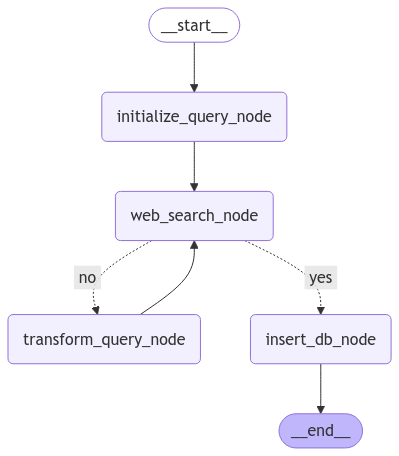 __start__
initialize_query_node
web_search_node
no
yes
transform_query_node
insert_db_node
__end__